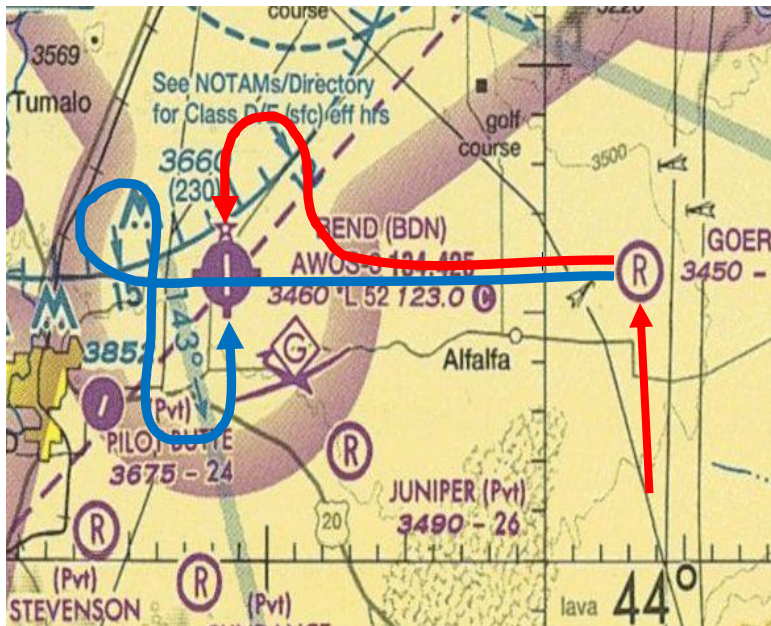 course
3569
Tumalo
See NOTAMs/Directory
for Class D/E (sfc) eff hrs
3660
(230)
golf
course
3500
BEND (BDN)
AWOS-3 134.425
3460 *L 52 123.0 C
R
GOER
3450 -
15
143°
3852
G
Alfalfa
(Pvt)
PILOT BUTTE
3675 - 24
R
JUNIPER (Pvt)
3490 - 26
20
R
R
(Pvt)
STEVENSON
(Pvt)
lava
44°